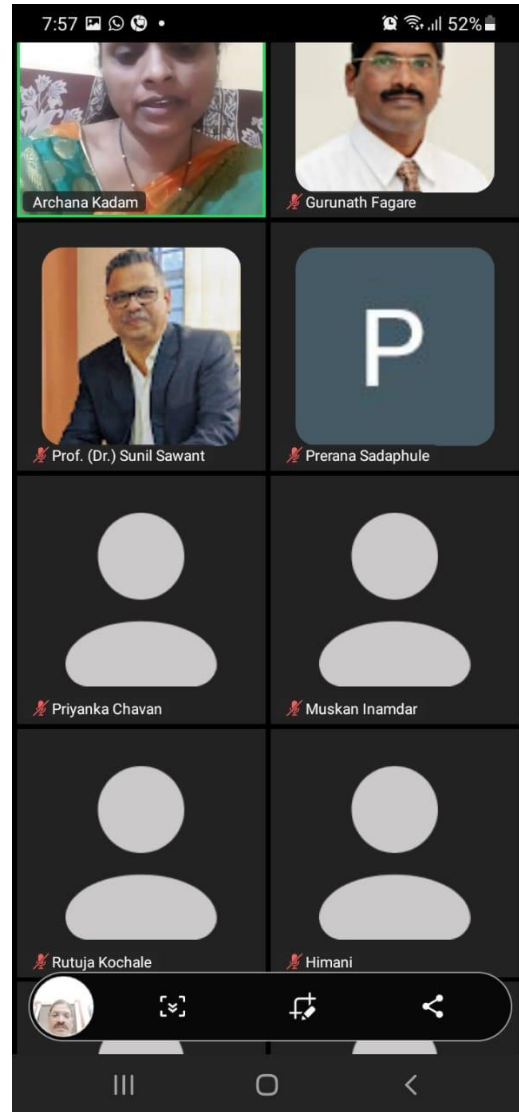 7:57 52%
Archana Kadam Gurunath Fagare
Prof. (Dr.) Sunil Sawant P Prerana Sadaphule
Priyanka Chavan Muskan Inamdar
Rutuja Kochale Himani